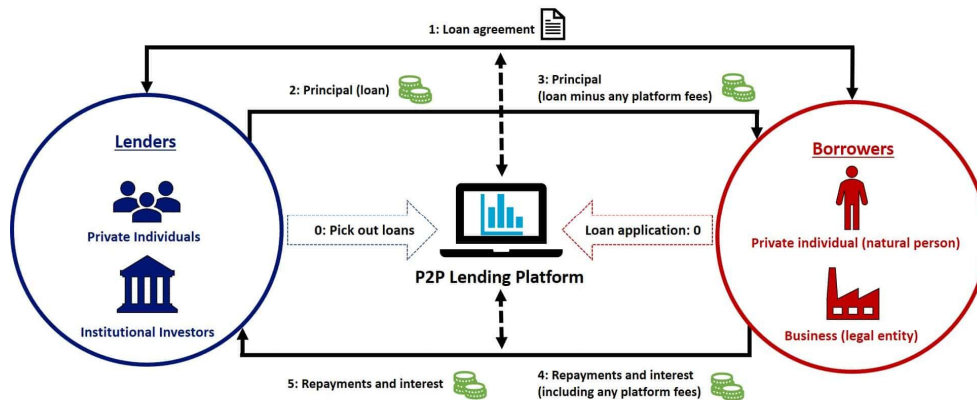 1: Loan agreement
2: Principal (loan)
3: Principal
(loan minus any platform fees)
Lenders
Private Individuals
Institutional Investors
0: Pick out loans
P2P Lending Platform
Loan application: 0
Borrowers
Private individual (natural person)
Business (legal entity)
5: Repayments and interest
4: Repayments and interest
(including any platform fees)